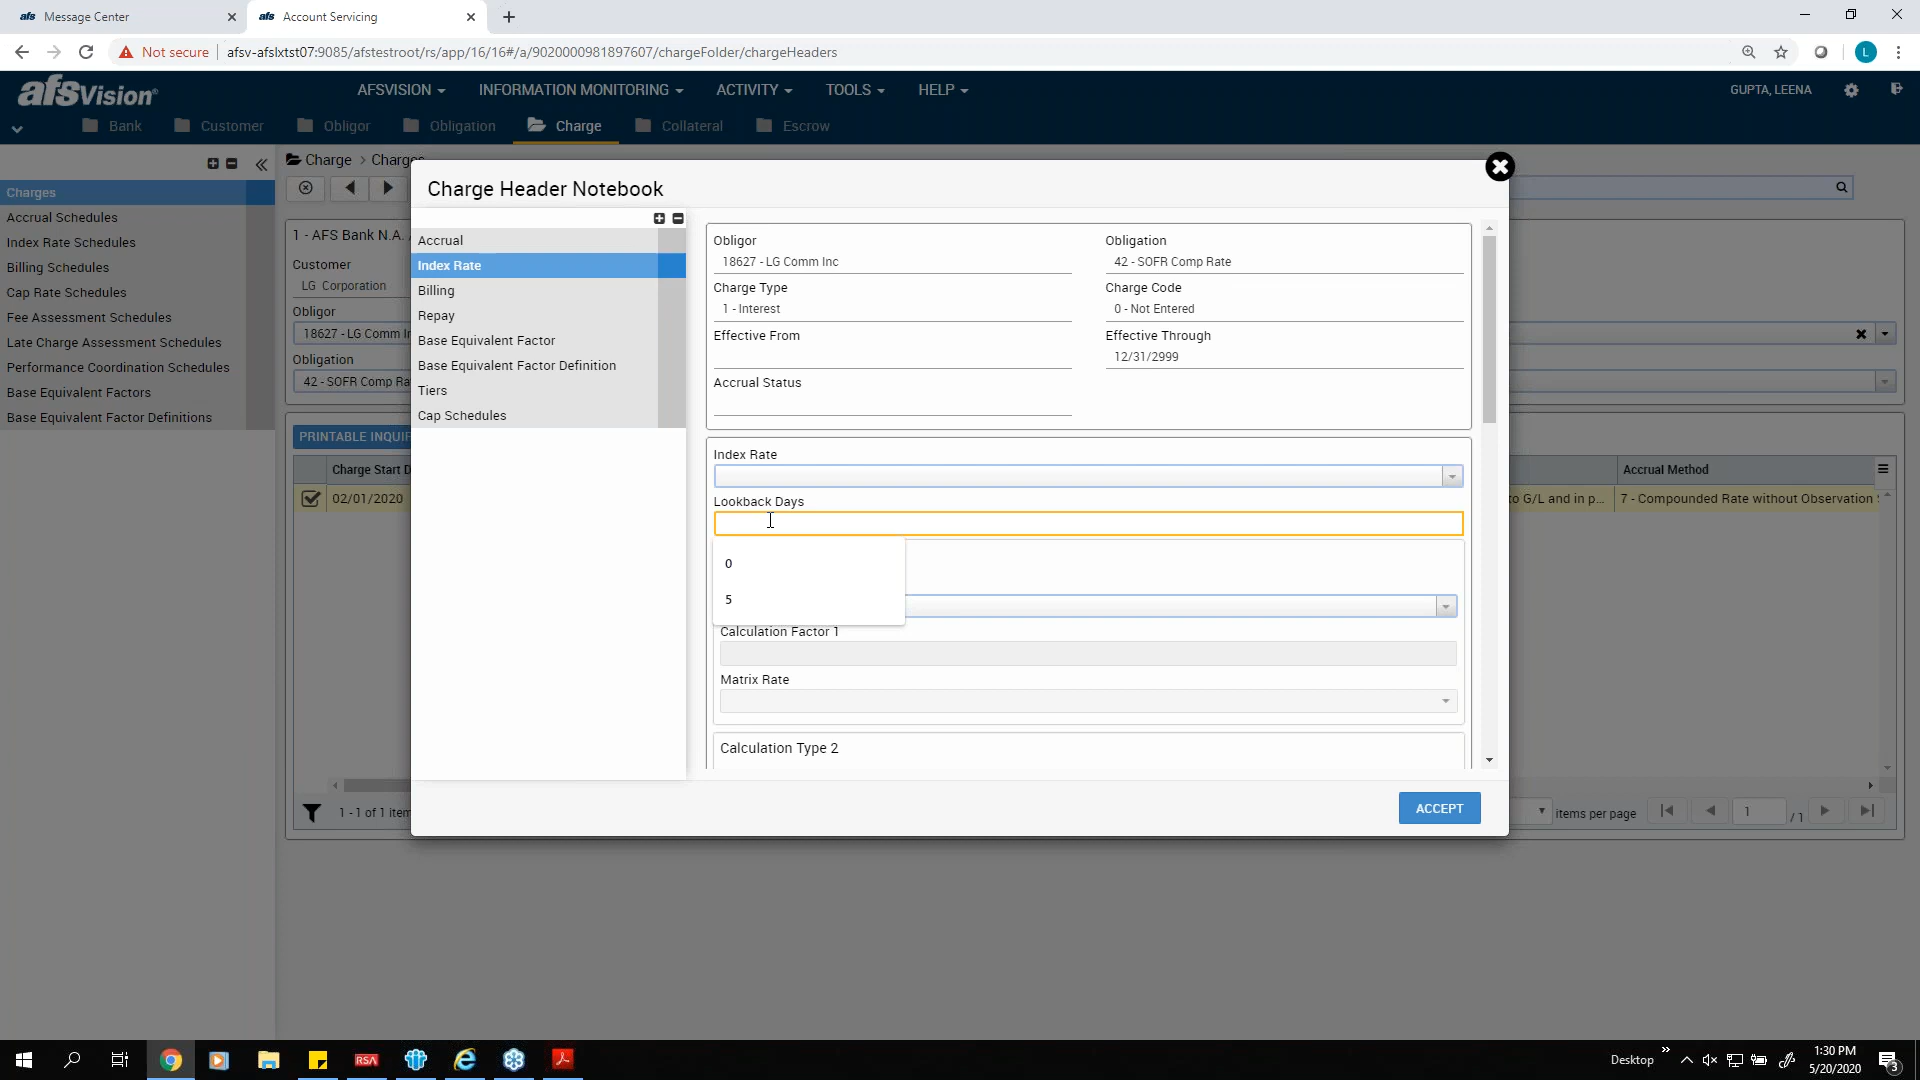 afs Message Center
afs Account Servicing
Not secure afsv-afslxtst07:9085/afstestroot/rs/app/16/16#/a/9020000981897607/chargeFolder/chargeHeaders L
afsVision®
AFSVISION INFORMATION MONITORING ACTIVITY TOOLS HELP GUPTA, LEENA
Bank Customer Obligor Obligation Charge Collateral Escrow
Charges
Accrual Schedules
Index Rate Schedules
Billing Schedules
Cap Rate Schedules
Fee Assessment Schedules
Late Charge Assessment Schedules
Performance Coordination Schedules
Base Equivalent Factors
Base Equivalent Factor Definitions
Charge > Charges
1 - AFS Bank N.A.
Customer
LG Corporation
Obligor
18627 - LG Comm In
Obligation
42 - SOFR Comp Ra
PRINTABLE INQUIR
Charge Start D
02/01/2020
1 - 1 of 1 item
Charge Header Notebook
Accrual
Index Rate
Billing
Repay
Base Equivalent Factor
Base Equivalent Factor Definition
Tiers
Cap Schedules
Obligor Obligation
18627 - LG Comm Inc 42 - SOFR Comp Rate
Charge Type Charge Code
1 - Interest 0 - Not Entered
Effective From Effective Through
12/31/2999
Accrual Status
Index Rate
Lookback Days
0
5
Calculation Factor 1
Matrix Rate
Calculation Type 2
ACCEPT
Accrual Method
to G/L and in p... 7 - Compounded Rate without Observation
items per page 1 / 1
RSA
Desktop
1:30 PM
5/20/2020
3